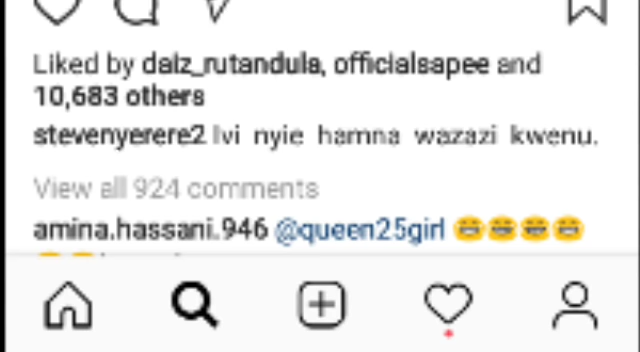 Liked by daiz_rutandula, officialsapee and
10,683 others
stevenyerere2 Ivi nyie hamna wazazi kwenu.
View all 924 comments
amina.hassani.946 @queen25girl 😂😂😂😂